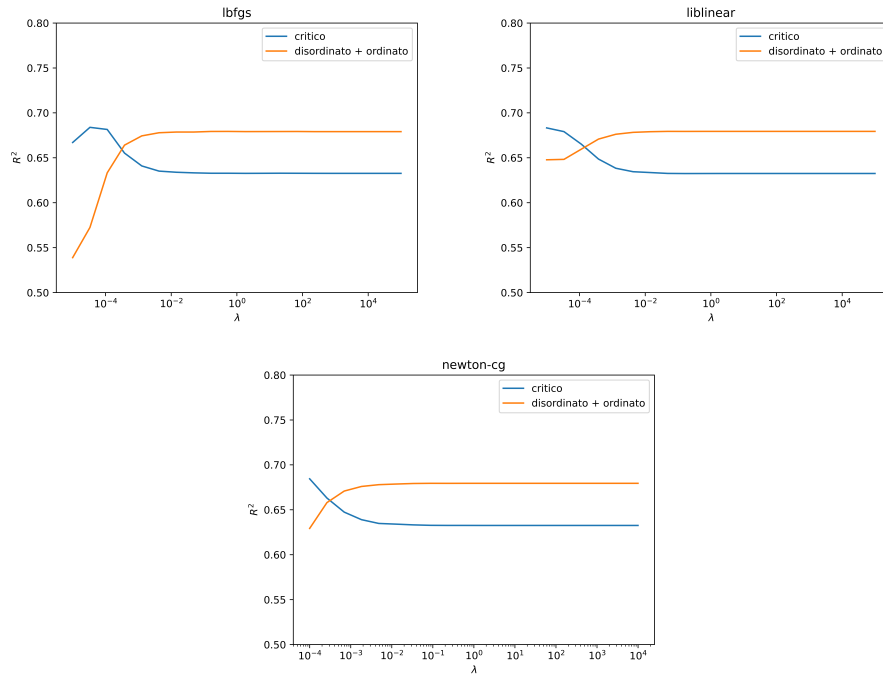 lbfgs
critico
disordinato + ordinato
0.80
0.75
0.70
0.65
0.60
0.55
0.50
R²
10⁻⁴ 10⁻² 10⁰ 10² 10⁴
λ
liblinear
critico
disordinato + ordinato
0.80
0.75
0.70
0.65
0.60
0.55
0.50
R²
10⁻⁴ 10⁻² 10⁰ 10² 10⁴
λ
newton-cg
critico
disordinato + ordinato
0.80
0.75
0.70
0.65
0.60
0.55
0.50
R²
10⁻⁴ 10⁻³ 10⁻² 10⁻¹ 10⁰ 10¹ 10² 10³ 10⁴
λ